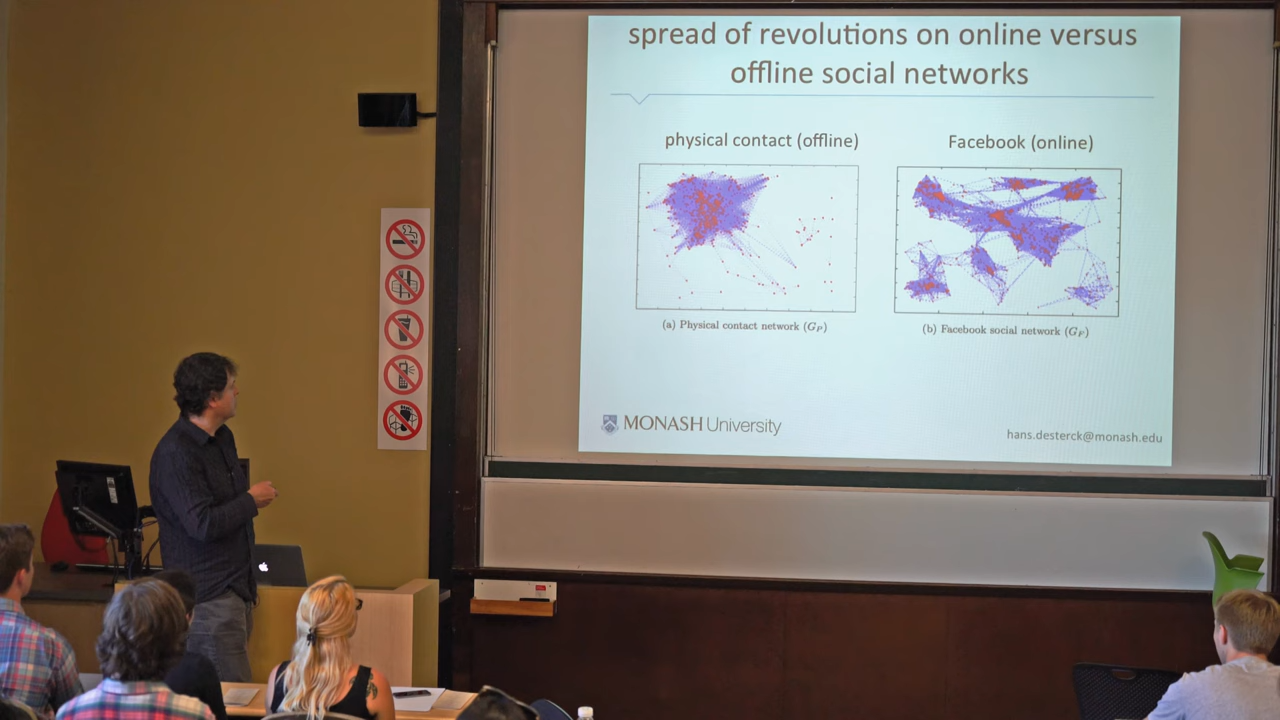 spread of revolutions on online versus
offline social networks
physical contact (offline)
Facebook (online)
(a) Physical contact network (GP)
(b) Facebook social network (GF)
MONASH University
hans.desterck@monash.edu